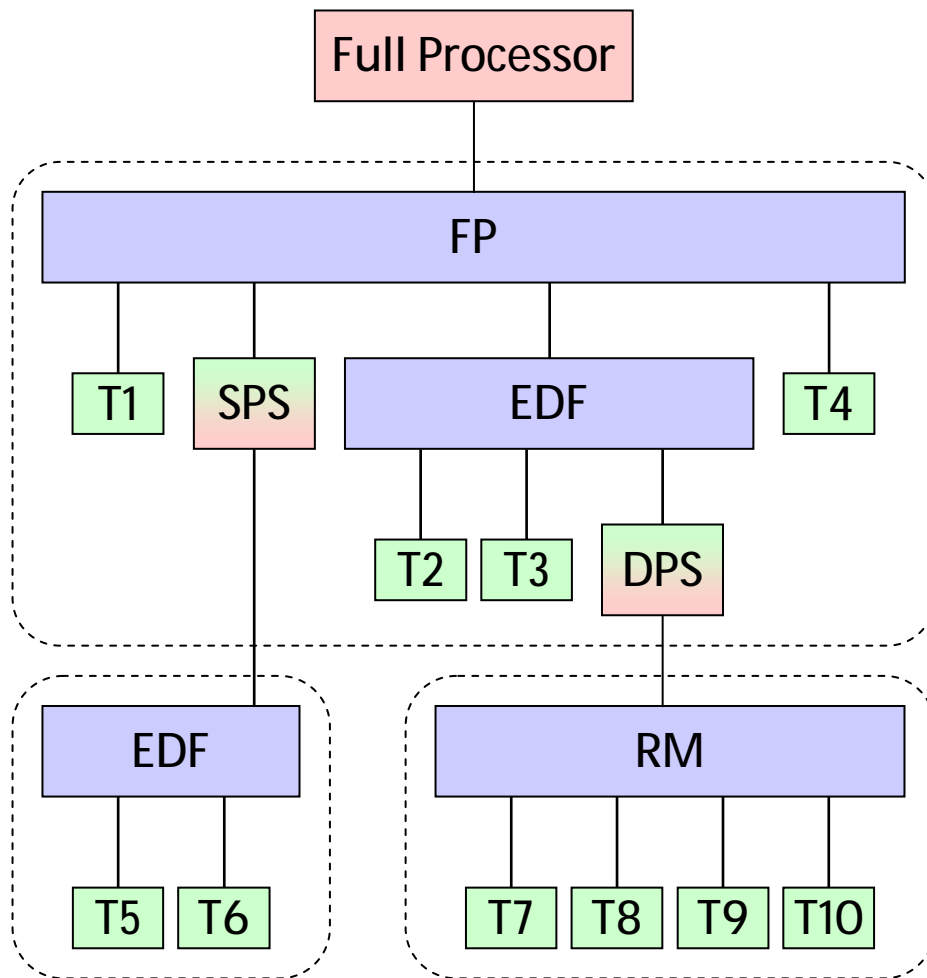 Full Processor
FP
T1
SPS
EDF
T4
T2
T3
DPS
EDF
RM
T5
T6
T7
T8
T9
T10